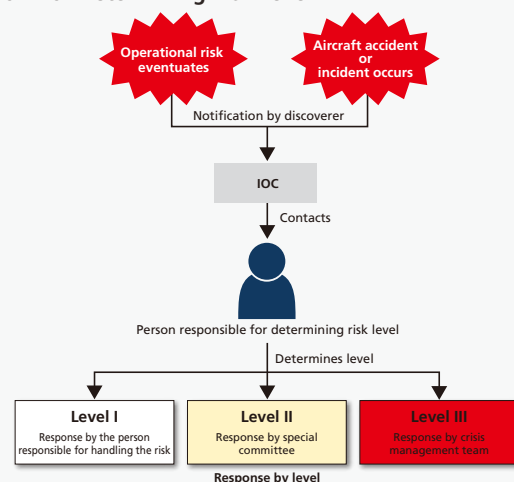 Operational risk
eventuates
Aircraft accident
or
incident occurs
Notification by discoverer
IOC
Contacts
Person responsible for determining risk level
Determines level
Level I
Response by the person
responsible for handling the risk
Level II
Response by special
committee
Level III
Response by crisis
management team
Response by level